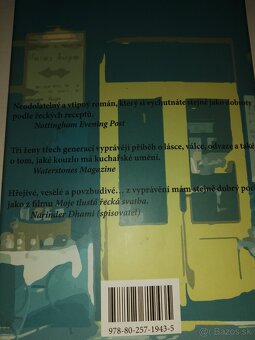 Neodolatelný a vtipný román, který si vychutnáte stejně jako dobroty
podle řeckých receptů.
Nottingham Evening Post
Tři ženy třech generací vyprávějí příběh o lásce, válce, odvaze a také
o tom, jaké kouzlo má kuchařské umění.
Waterstones Magazine
Hřejivé, veselé a povzbudivé... z vyprávění mám stejně dobrý
jako z filmu Moje tlustá řecká svatba.
Narinder Dhami (spisovatel)
978-80-257-1943-5
bazos.sk